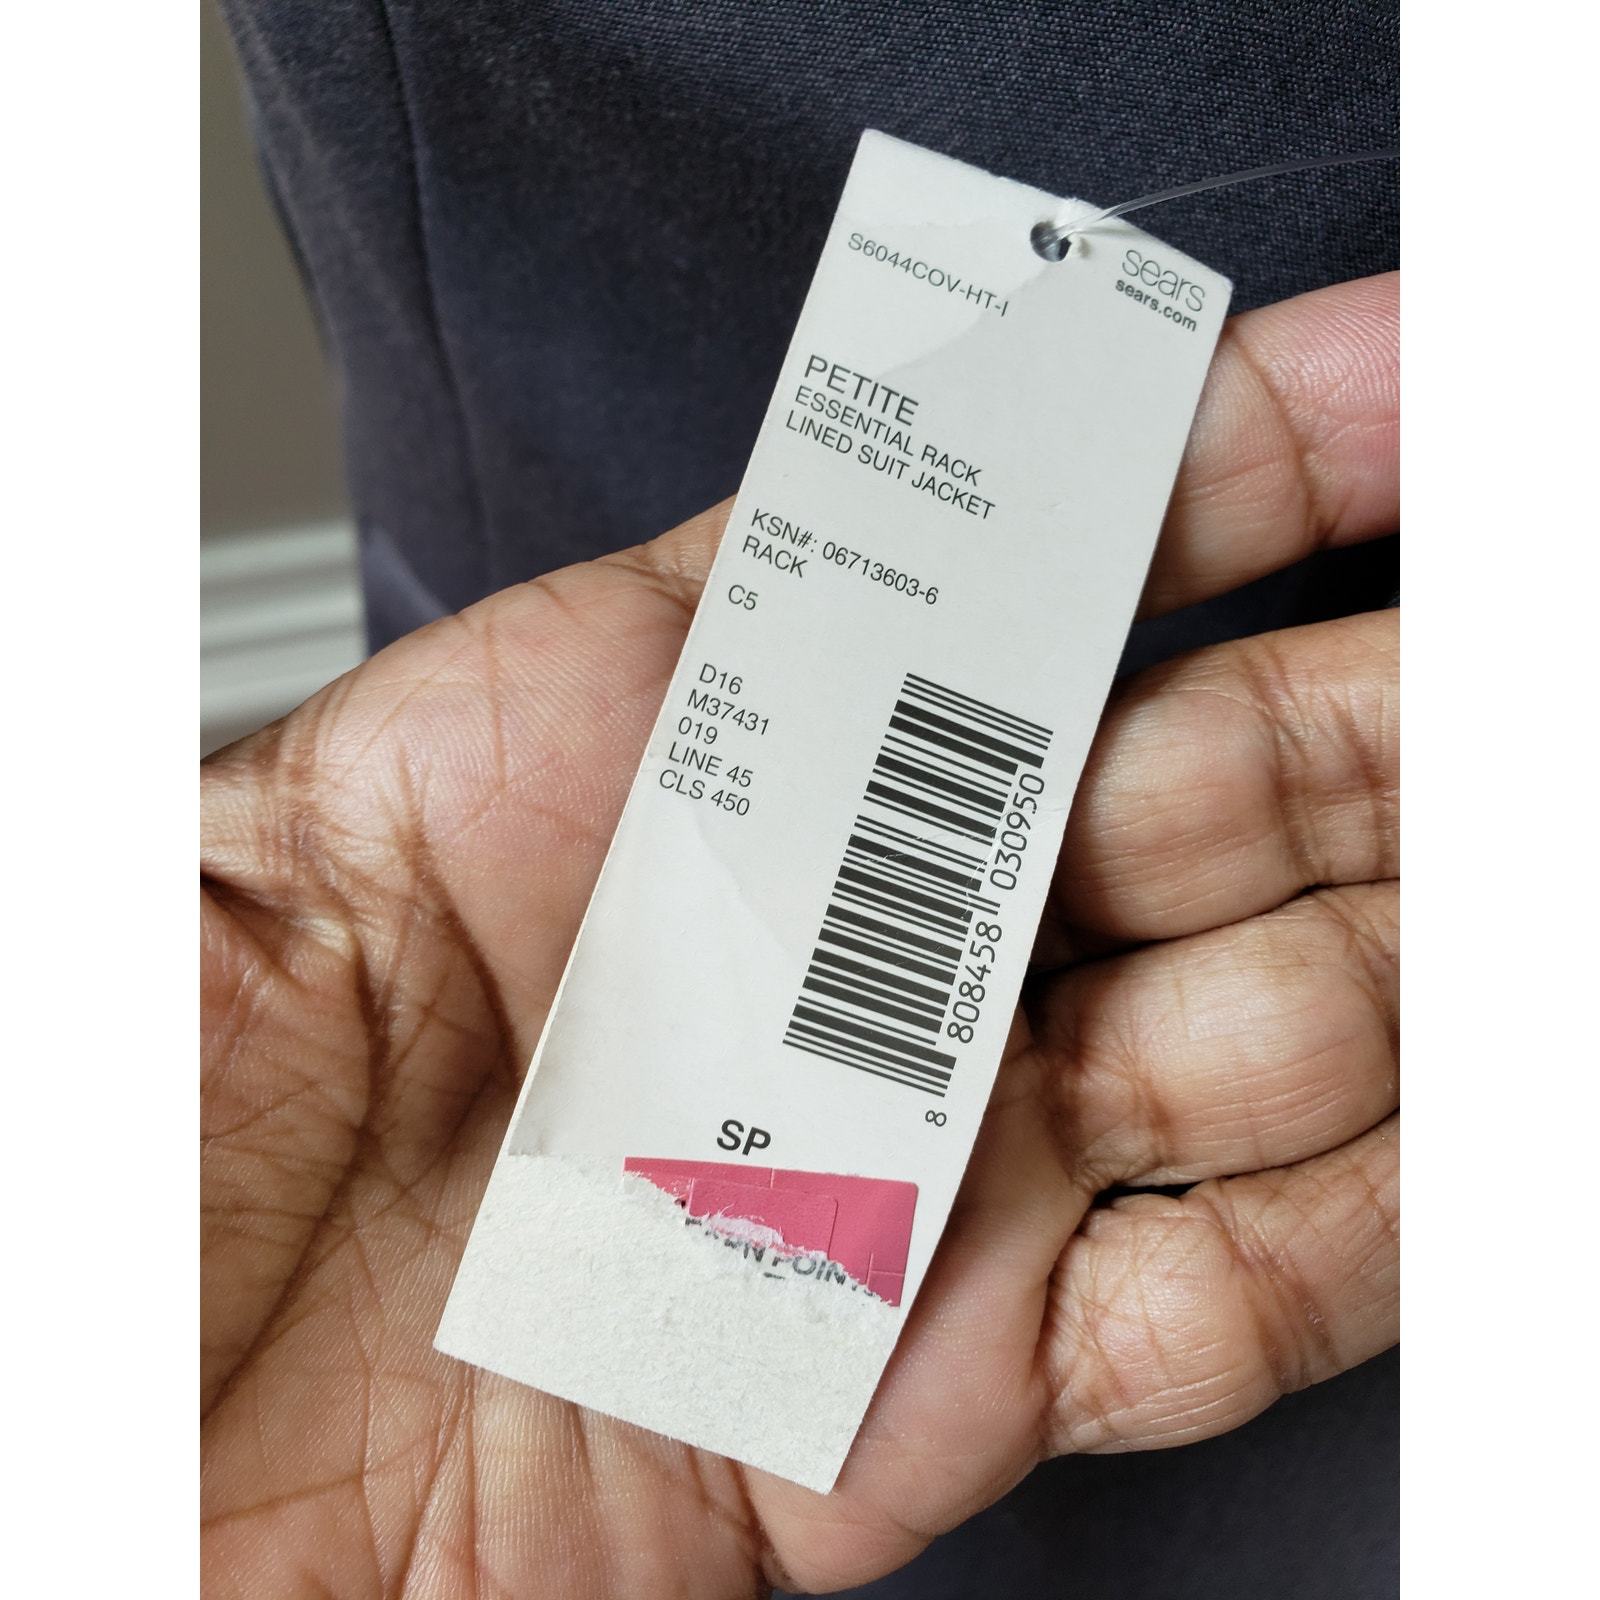 S6044COV-HT-I
sears
sears.com
PETITE
ESSENTIAL RACK
LINED SUIT JACKET
KSN#: 06713603-6
RACK
C5
D16
M37431
019
LINE 45
CLS 450
8 808458 030950
SP